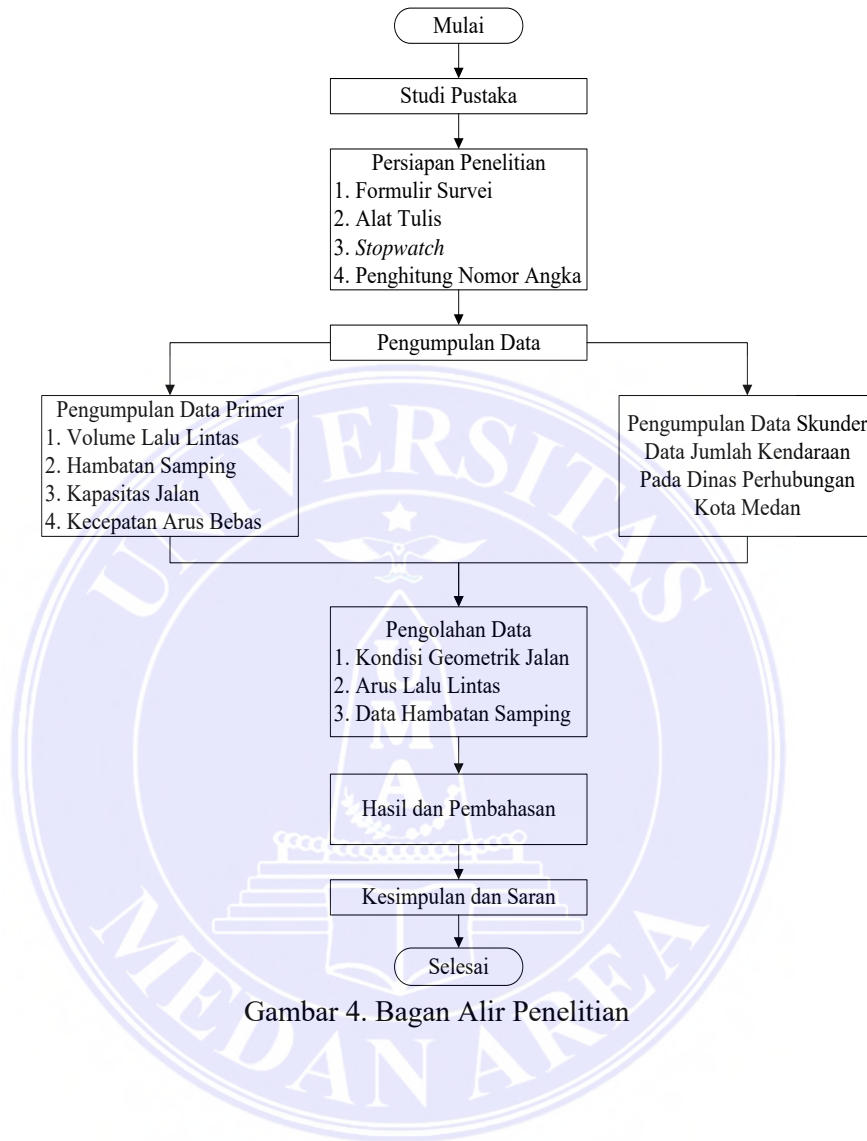 Mulai
Studi Pustaka
Persiapan Penelitian
1. Formulir Survei
2. Alat Tulis
3. Stopwatch
4. Penghitung Nomor Angka
Pengumpulan Data
Pengumpulan Data Primer
1. Volume Lalu Lintas
2. Hambatan Samping
3. Kapasitas Jalan
4. Kecepatan Arus Bebas
Pengumpulan Data Skunder
Data Jumlah Kendaraan
Pada Dinas Perhubungan
Kota Medan
Pengolahan Data
1. Kondisi Geometrik Jalan
2. Arus Lalu Lintas
3. Data Hambatan Samping
Hasil dan Pembahasan
Kesimpulan dan Saran
Selesai
Gambar 4. Bagan Alir Penelitian
UNIVERSITAS
MEDAN AREA
U
M
A